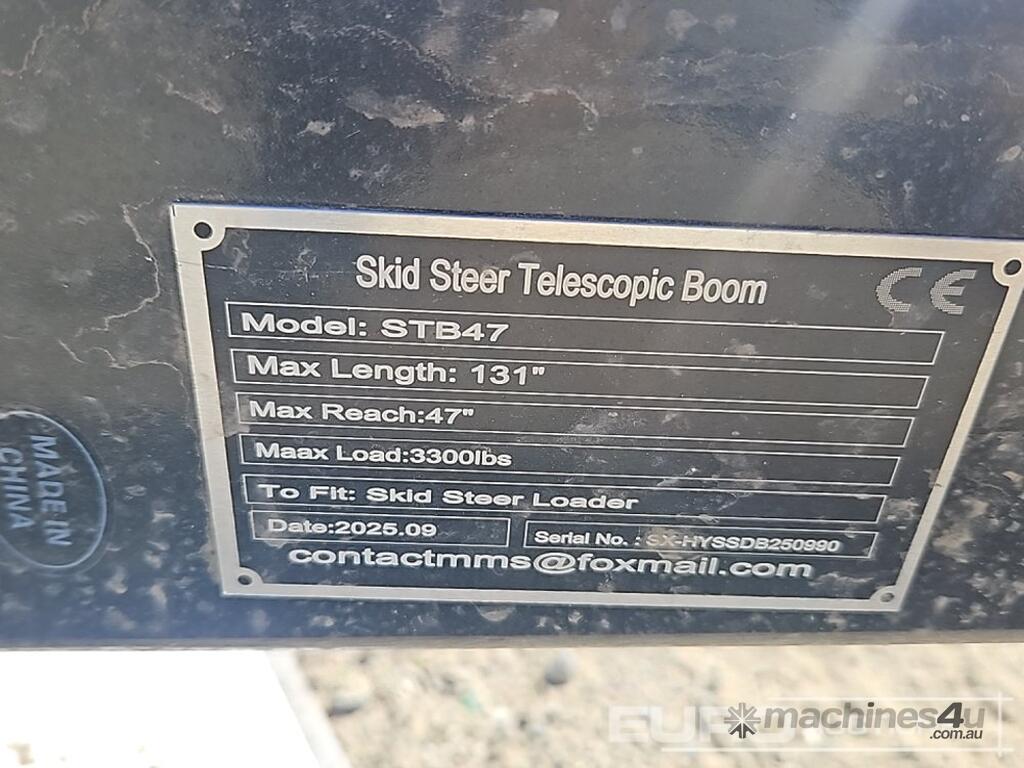 Skid Steer Telescopic Boom
CE
Model: STB47
Max Length: 131"
Max Reach:47"
Maax Load:3300lbs
To Fit: Skid Steer Loader
Date:2025.09
Serial No. : SX-HYSSDB250990
contactmms@foxmail.com
MADE IN
CHINA
machines4u
.com.au